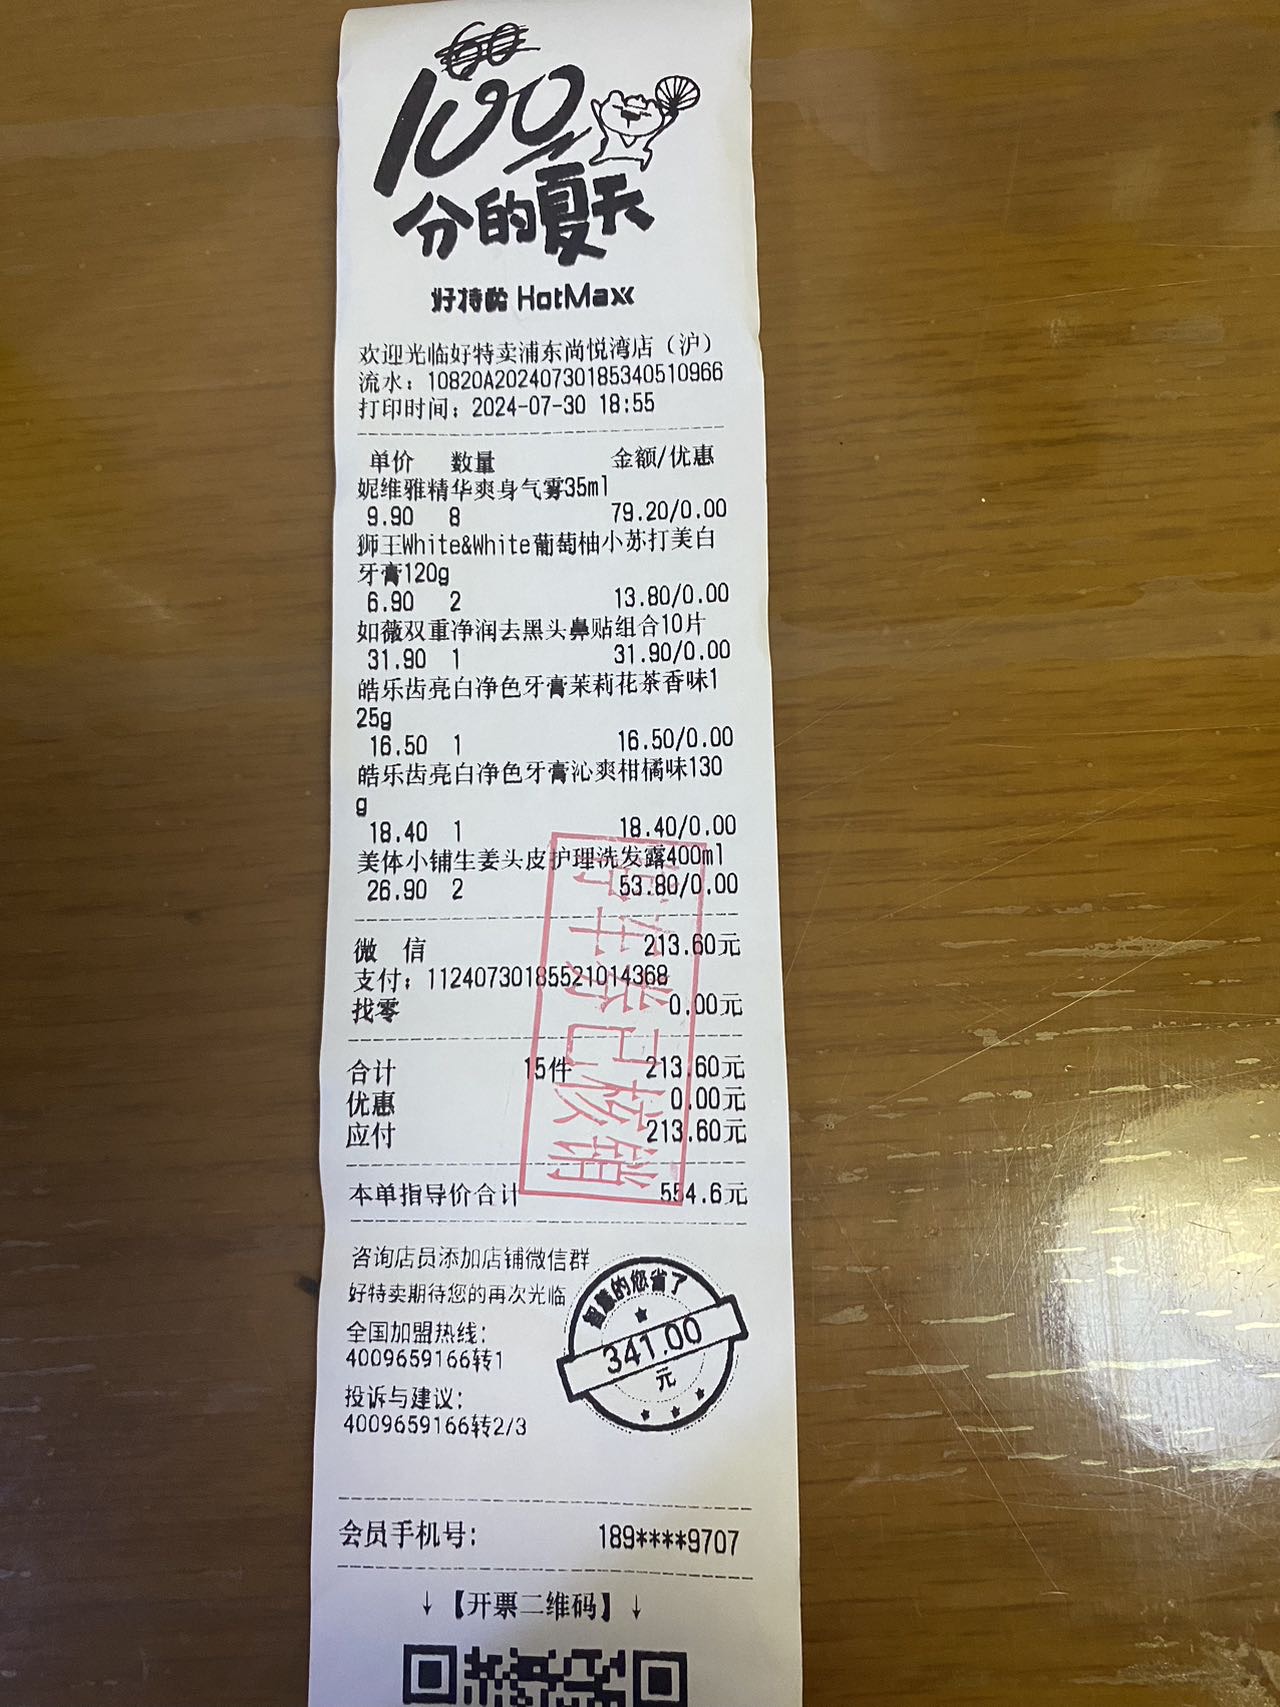 100
分的夏天
好特卖 HotMaxx
欢迎光临好特卖浦东尚悦湾店（沪）
流水：10820A20240730185340510966
打印时间：2024-07-30 18:55
单价 数量 金额/优惠
妮维雅精华爽身气雾35ml
9.90 8 79.20/0.00
狮王White&White葡萄柚小苏打美白
牙膏120g
6.90 2 13.80/0.00
如薇双重净润去黑头鼻贴组合10片
31.90 1 31.90/0.00
皓乐齿亮白净色牙膏茉莉花茶香味1
25g
16.50 1 16.50/0.00
皓乐齿亮白净色牙膏沁爽柑橘味130
g
18.40 1 18.40/0.00
美体小铺生姜头皮护理洗发露400ml
26.90 2 53.80/0.00
微 信 213.60元
支付：11240730185521014368
找零 0.00元
合计 15件 213.60元
优惠 0.00元
应付 213.60元
停车券已核销
本单指导价合计 554.6元
咨询店员添加店铺微信群
好特卖期待您的再次光临
智慧的您省了
341.00
元
全国加盟热线：
4009659166转1
投诉与建议：
4009659166转2/3
会员手机号： 189****9707
↓【开票二维码】↓